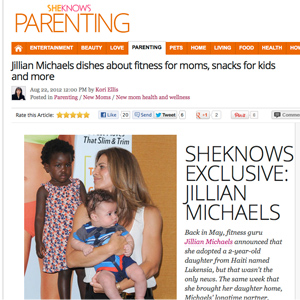 SHEKNOWS
PARENTING
ENTERTAINMENT BEAUTY LOVE PARENTING PETS HOME LIVING FOOD HEALTH
Jillian Michaels dishes about fitness for moms, snacks for kids
and more
Aug 22, 2012 12:00 PM by Kori Ellis
Posted in Parenting / New Moms / New mom health and wellness
Rate this Article: Like 20 Send Tweet 5 +1 2 Pinit 6 Comments
That Slim & Trim
SHEKNOWS
EXCLUSIVE:
JILLIAN
MICHAELS
Back in May, fitness guru
Jillian Michaels announced that
she adopted a 2-year-old
daughter from Haiti named
Lukensia, but that wasn't the
only news. The same week that
she brought her daughter home,
Michaels' longtime partner,